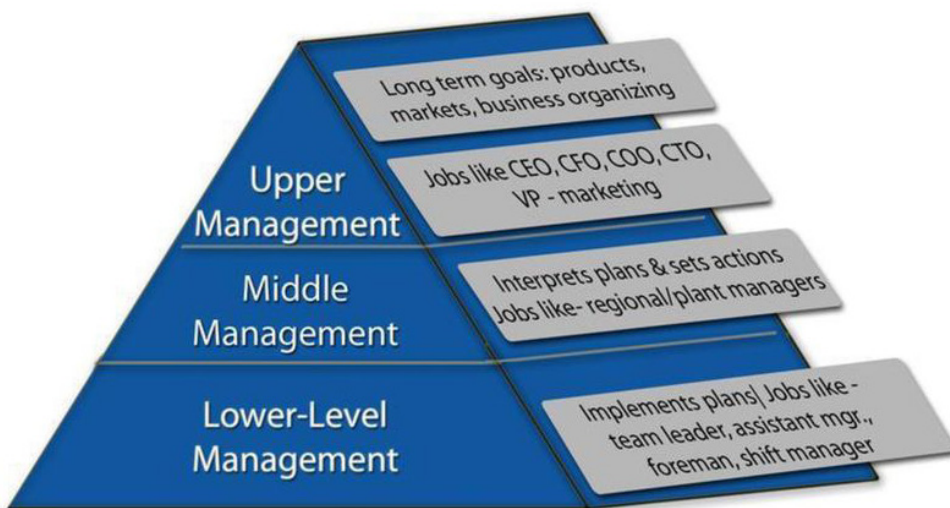 Long term goals: products,
markets, business organizing
Upper
Management
Jobs like CEO, CFO, COO, CTO,
VP - marketing
Middle
Management
Interprets plans & sets actions
Jobs like- regional/plant managers
Lower-Level
Management
Implements plans| Jobs like -
team leader, assistant mgr.,
foreman, shift manager